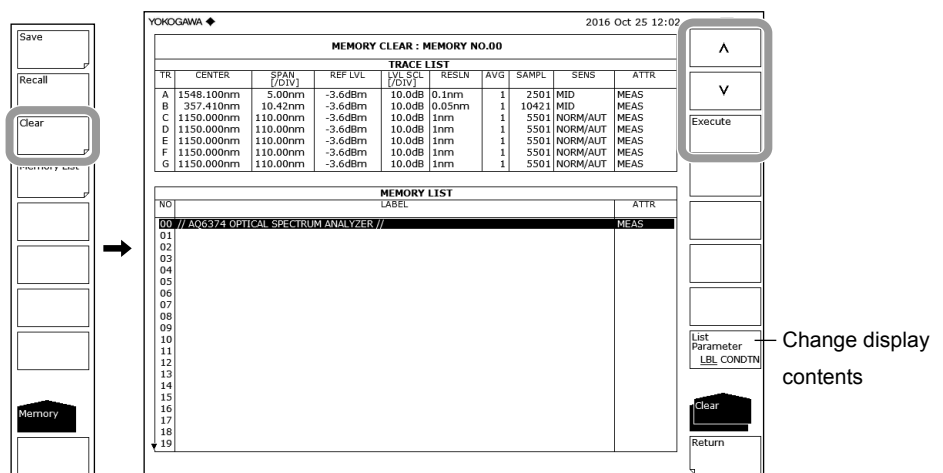 YOKOGAWA ◆ 2016 Oct 25 12:02
Save
Recall
Clear
Memory List
Memory
MEMORY CLEAR : MEMORY NO.00
TRACE LIST
TR CENTER SPAN [/DIV] REF LVL LVL SCL [/DIV] RESLN AVG SAMPL SENS ATTR
A 1548.100nm 5.00nm -3.6dBm 10.0dB 0.1nm 1 2501 MID MEAS
B 357.410nm 10.42nm -3.6dBm 10.0dB 0.05nm 1 10421 MID MEAS
C 1150.000nm 110.00nm -3.6dBm 10.0dB 1nm 1 5501 NORM/AUT MEAS
D 1150.000nm 110.00nm -3.6dBm 10.0dB 1nm 1 5501 NORM/AUT MEAS
E 1150.000nm 110.00nm -3.6dBm 10.0dB 1nm 1 5501 NORM/AUT MEAS
F 1150.000nm 110.00nm -3.6dBm 10.0dB 1nm 1 5501 NORM/AUT MEAS
G 1150.000nm 110.00nm -3.6dBm 10.0dB 1nm 1 5501 NORM/AUT MEAS
MEMORY LIST
NO LABEL ATTR
00 // AQ6374 OPTICAL SPECTRUM ANALYZER // MEAS
01
02
03
04
05
06
07
08
09
10
11
12
13
14
15
16
17
18
19
Execute
List
Parameter
LBL CONDTN
Clear
Return
Change display
contents